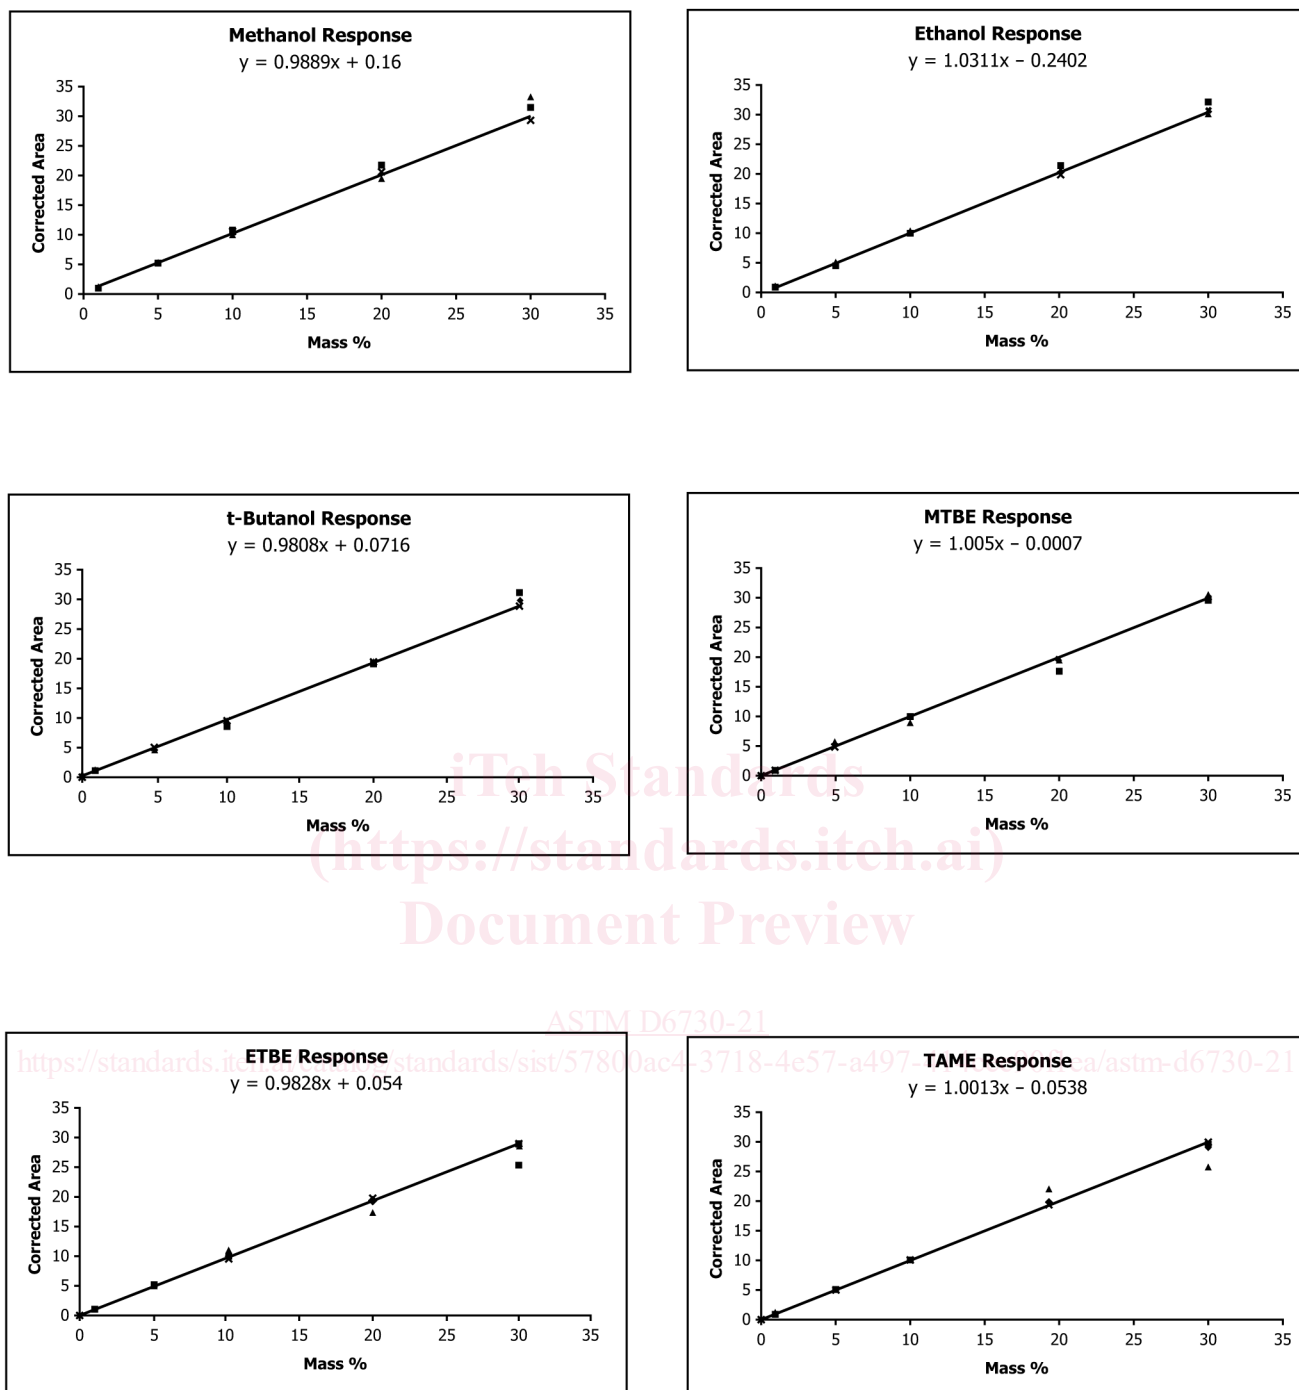 Methanol Response
y = 0.9889x + 0.16
35
30
25
20
15
10
5
0
Corrected Area
0 5 10 15 20 25 30 35
Mass %
Ethanol Response
y = 1.0311x − 0.2402
35
30
25
20
15
10
5
0
Corrected Area
0 5 10 15 20 25 30 35
Mass %
t-Butanol Response
y = 0.9808x + 0.0716
35
30
25
20
15
10
5
0
Corrected Area
0 5 10 20 30 35
Mass %
MTBE Response
y = 1.005x − 0.0007
35
30
25
20
15
10
5
0
Corrected Area
0 5 10 15 20 25 30 35
Mass %
iTeh Standards
(https://standards.iteh.ai)
Document Preview
ASTM D6730-21
ETBE Response
y = 0.9828x + 0.054
35
30
25
20
15
10
5
0
Corrected Area
0 5 10 20 30 35
Mass %
TAME Response
y = 1.0013x − 0.0538
35
30
25
20
15
10
5
0
Corrected Area
0 5 10 15 20 25 30 35
Mass %